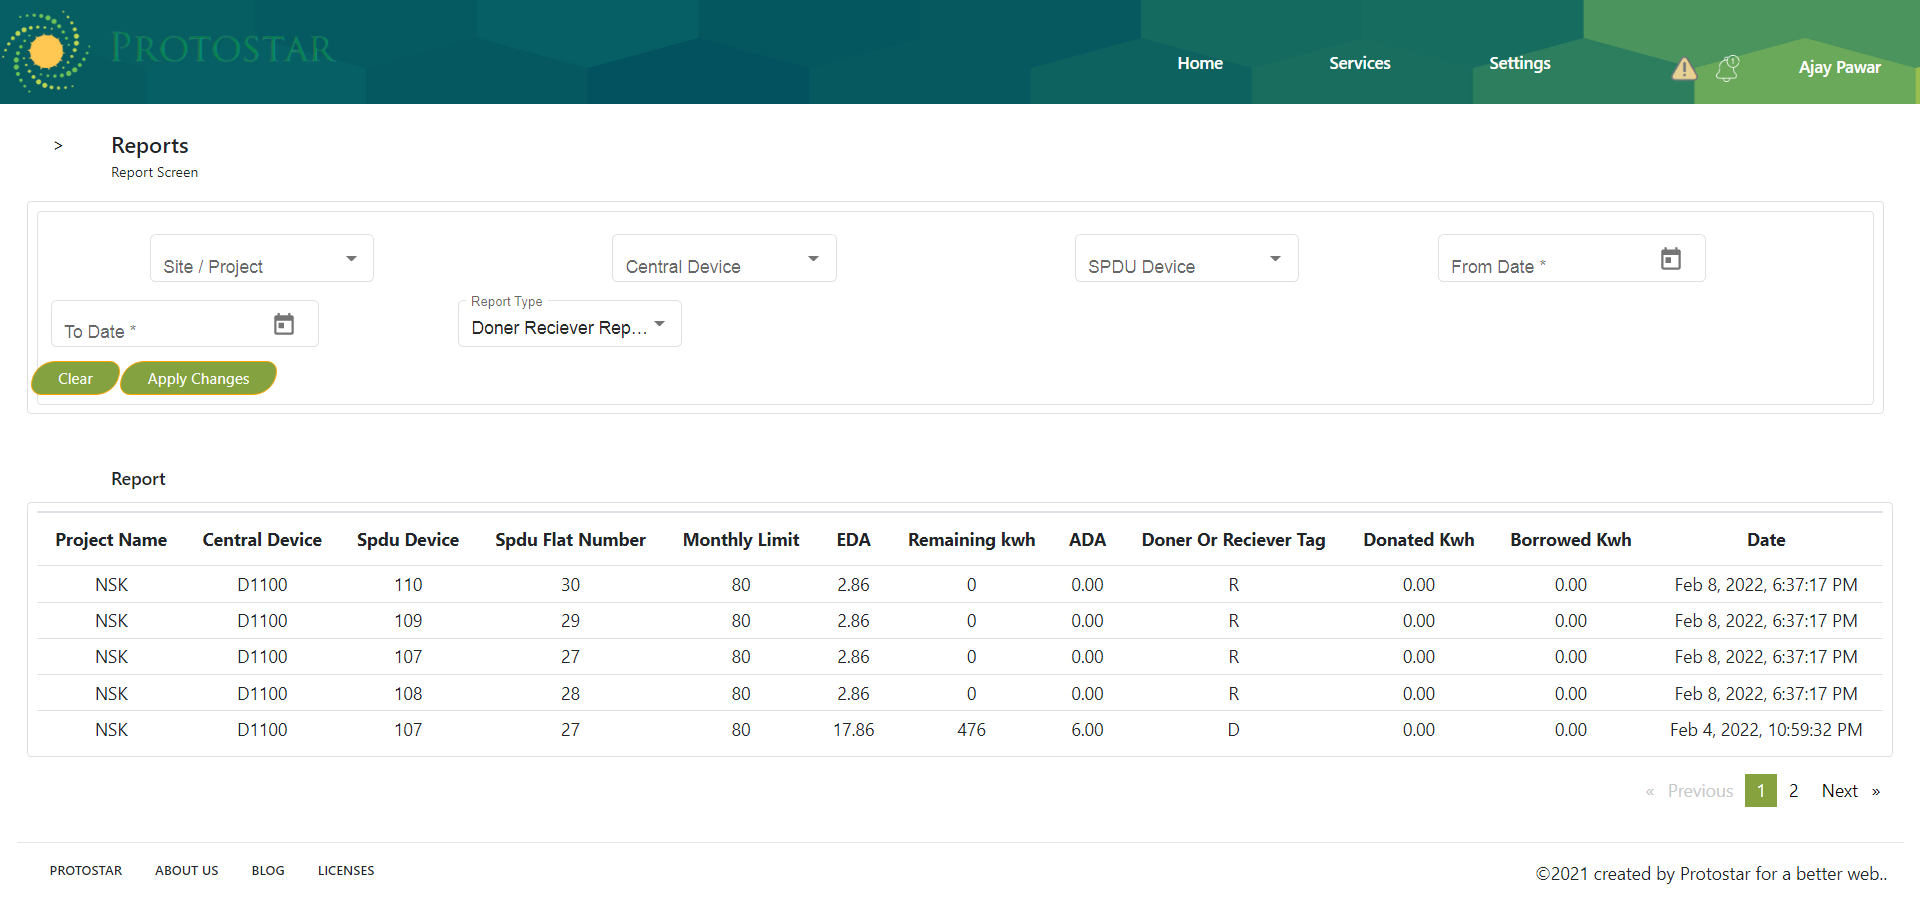 PROTOSTAR
Home Services Settings 1 Ajay Pawar
> Reports
Report Screen
Site / Project Central Device SPDU Device From Date *
Report Type
To Date * Doner Reciever Rep...
Clear Apply Changes
Report
Project Name Central Device Spdu Device Spdu Flat Number Monthly Limit EDA Remaining kwh ADA Doner Or Reciever Tag Donated Kwh Borrowed Kwh Date
NSK D1100 110 30 80 2.86 0 0.00 R 0.00 0.00 Feb 8, 2022, 6:37:17 PM
NSK D1100 109 29 80 2.86 0 0.00 R 0.00 0.00 Feb 8, 2022, 6:37:17 PM
NSK D1100 107 27 80 2.86 0 0.00 R 0.00 0.00 Feb 8, 2022, 6:37:17 PM
NSK D1100 108 28 80 2.86 0 0.00 R 0.00 0.00 Feb 8, 2022, 6:37:17 PM
NSK D1100 107 27 80 17.86 476 6.00 D 0.00 0.00 Feb 4, 2022, 10:59:32 PM
« Previous 1 2 Next »
PROTOSTAR ABOUT US BLOG LICENSES ©2021 created by Protostar for a better web..